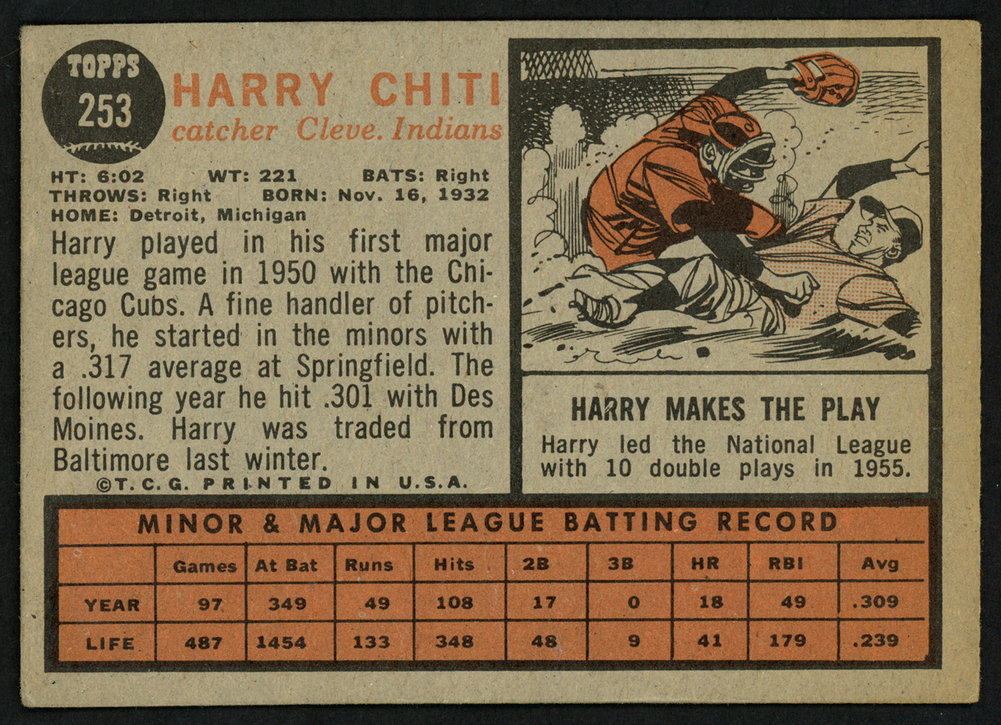 TOPPS
253
HARRY CHITI
catcher Cleve. Indians
HT: 6:02 WT: 221 BATS: Right
THROWS: Right BORN: Nov. 16, 1932
HOME: Detroit, Michigan
Harry played in his first major
league game in 1950 with the Chi-
cago Cubs. A fine handler of pitch-
ers, he started in the minors with
a .317 average at Springfield. The
following year he hit .301 with Des
Moines. Harry was traded from
Baltimore last winter.
©T.C.G. PRINTED IN U.S.A.
HARRY MAKES THE PLAY
Harry led the National League
with 10 double plays in 1955.
MINOR & MAJOR LEAGUE BATTING RECORD
Games At Bat Runs Hits 2B 3B HR RBI Avg
YEAR 97 349 49 108 17 0 18 49 .309
LIFE 487 1454 133 348 48 9 41 179 .239